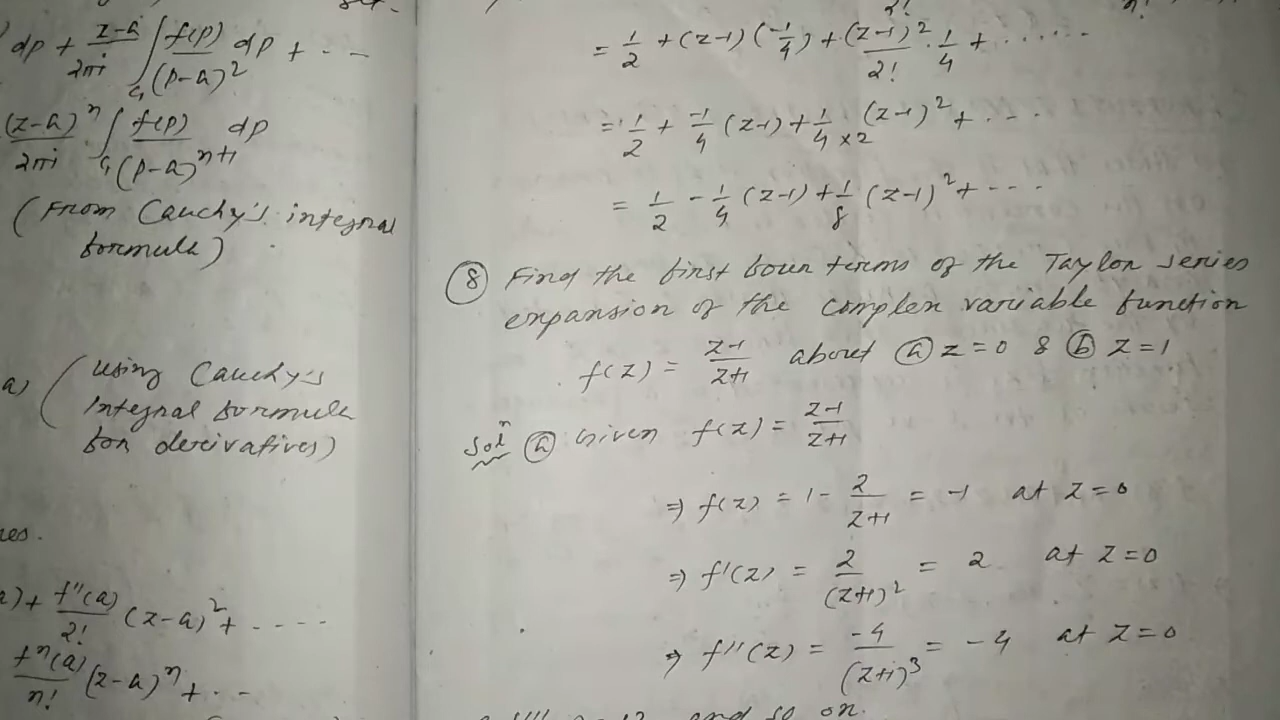 dp + z-a/2πi ∫c₁ f(p)/(p-a)² dp + ...
(z-a)ⁿ/2πi . ∫c₁ f(p)/(p-a)ⁿ⁺¹ dp
(From Cauchy's integral
formula)
a) (using Cauchy's
Integral formula
for derivatives)
res.
a) + f''(a)/2! (z-a)² + ....
fⁿ(a)/n! (z-a)ⁿ + ..
= 1/2 + (z-1) (-1/4) + (z-1)²/2! . 1/4 + ......
= 1/2 + -1/4 (z-1) + 1/4×2 (z-1)² + ....
= 1/2 - 1/4 (z-1) + 1/8 (z-1)² + ....
⑧ Find the first four terms of the Taylor series
expansion of the complex variable function
f(z) = z-1/z+1 about ⓐ z=0 & ⓑ z=1
Solⁿ ⓐ Given f(z) = z-1/z+1
⇒ f(z) = 1 - 2/z+1 = -1 at z=0
⇒ f'(z) = 2/(z+1)² = 2 at z=0
⇒ f''(z) = -4/(z+1)³ = -4 at z=0
and so on.